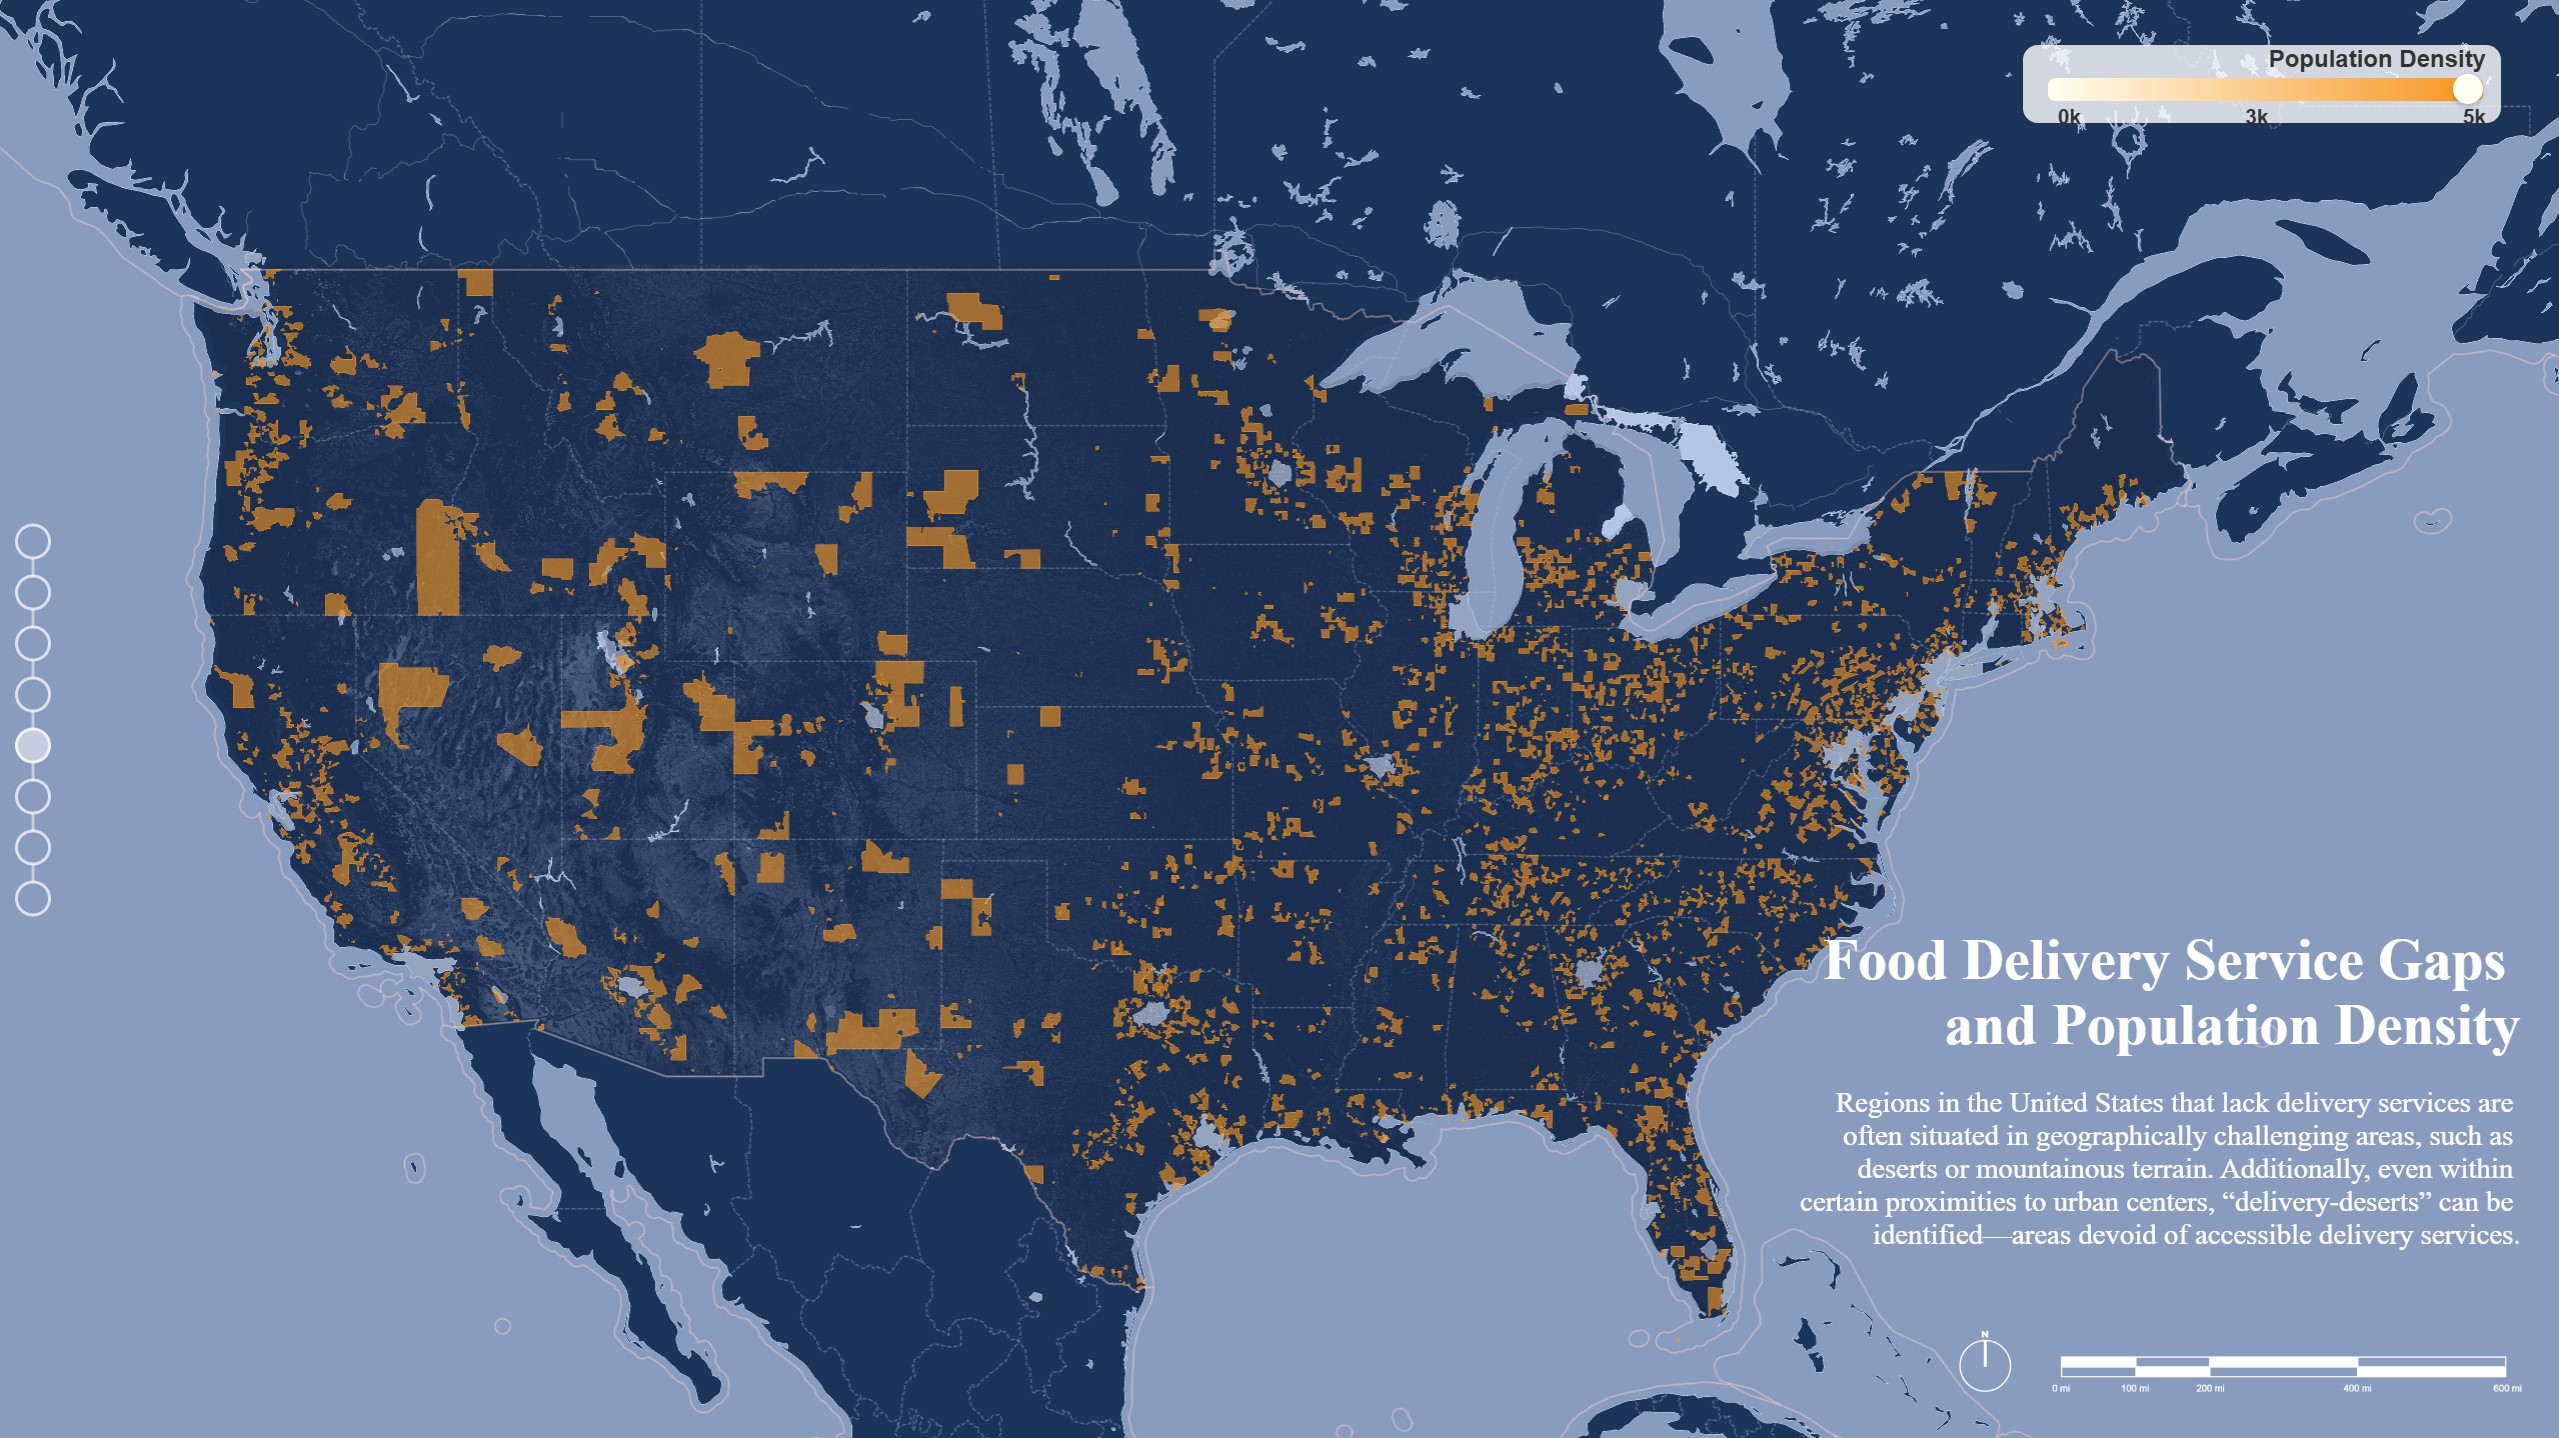 Population Density
0k 3k 5k
Food Delivery Service Gaps
and Population Density
Regions in the United States that lack delivery services are
often situated in geographically challenging areas, such as
deserts or mountainous terrain. Additionally, even within
certain proximities to urban centers, “delivery-deserts” can be
identified—areas devoid of accessible delivery services.
N
0 mi 100 mi 200 mi 400 mi 600 mi